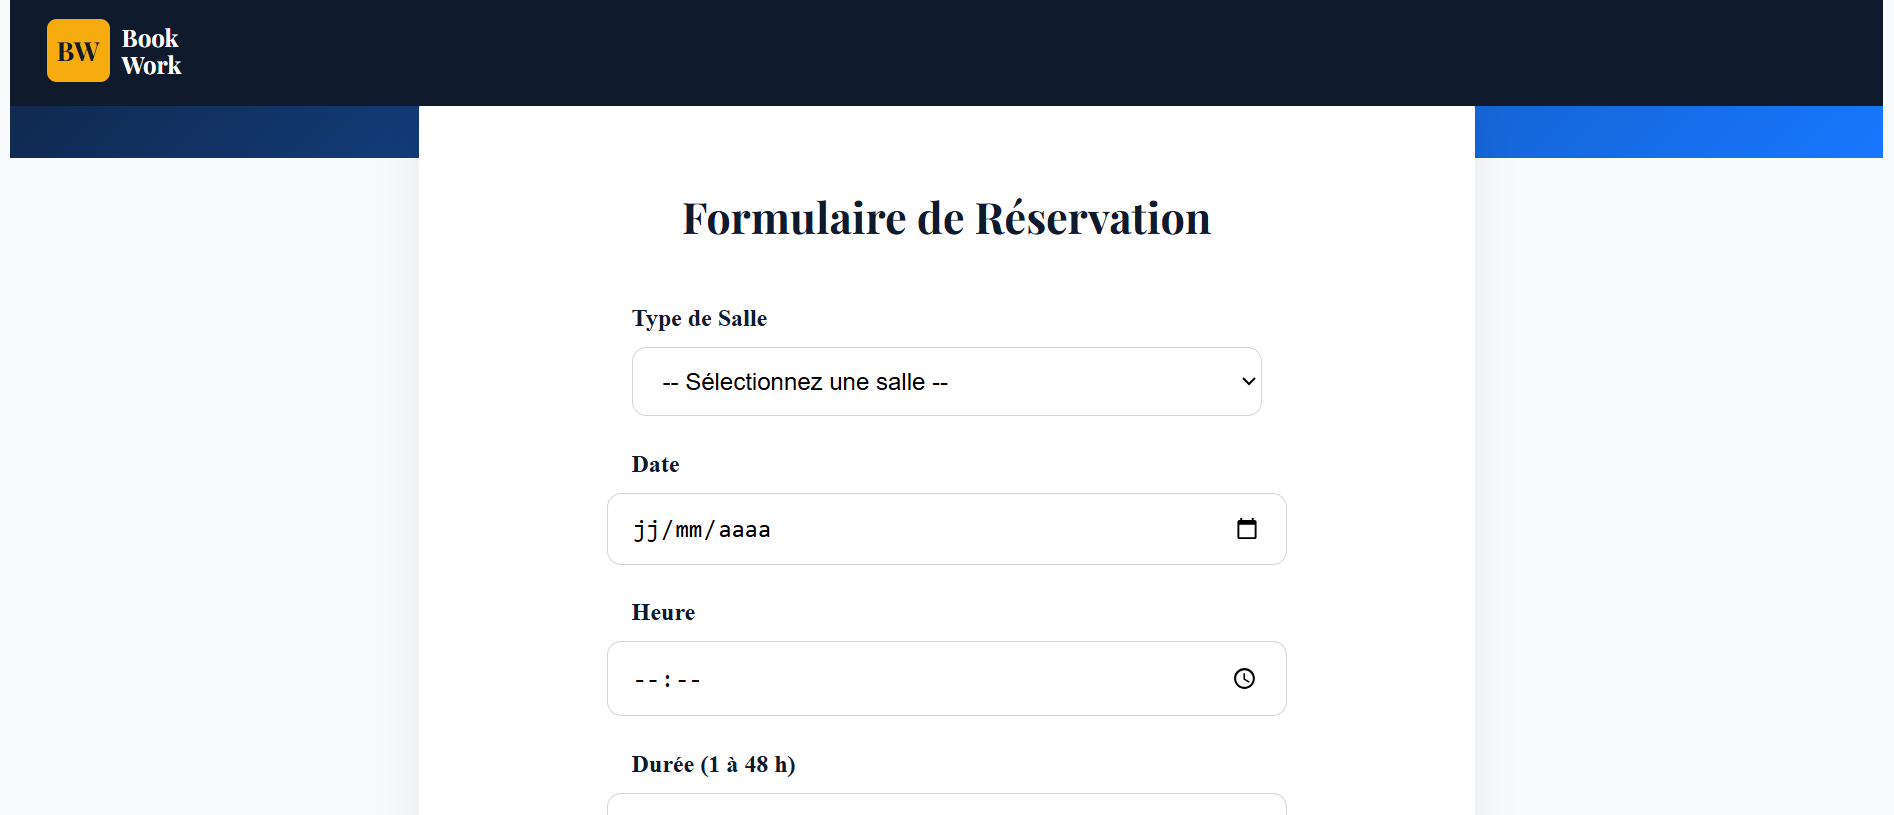 BW
Book
Work
Formulaire de Réservation
Type de Salle
-- Sélectionnez une salle --
Date
jj/mm/aaaa
Heure
--:--
Durée (1 à 48 h)